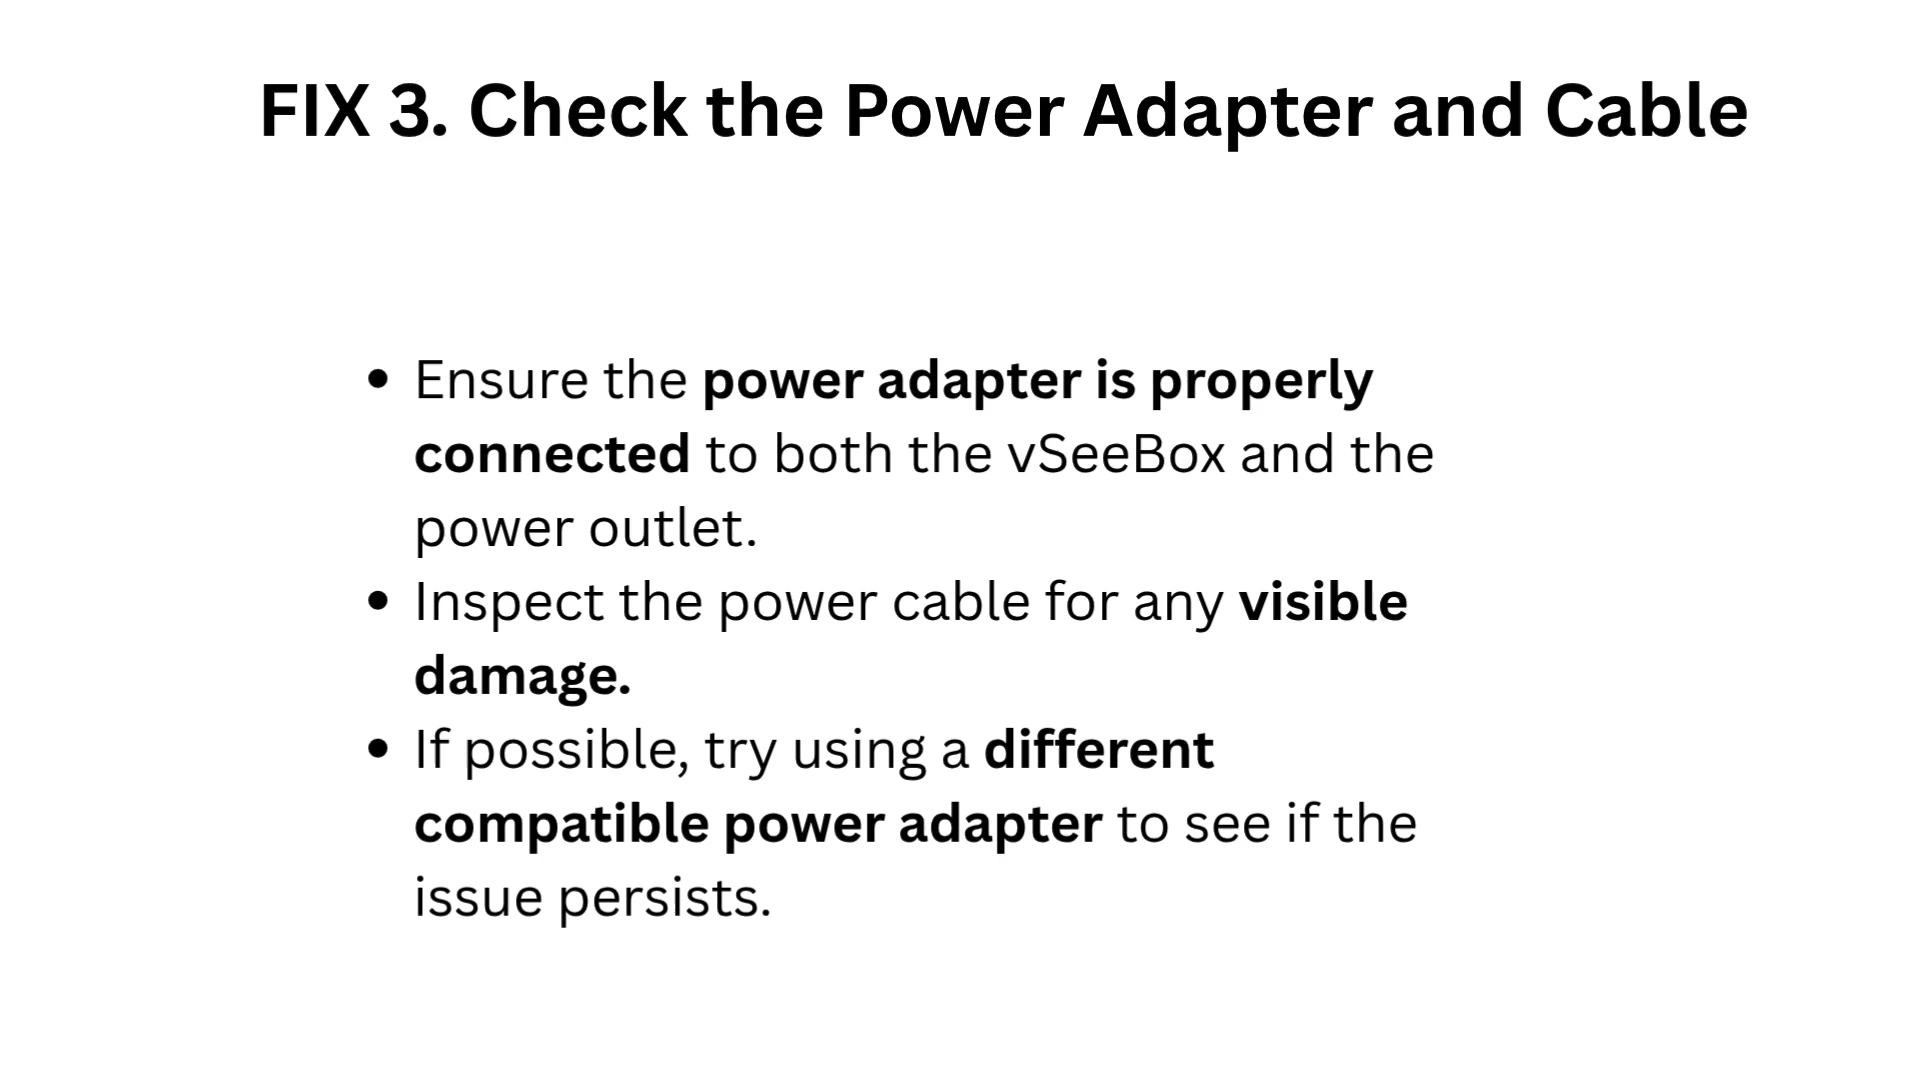 FIX 3. Check the Power Adapter and Cable
• Ensure the power adapter is properly
connected to both the vSeeBox and the
power outlet.
• Inspect the power cable for any visible
damage.
• If possible, try using a different
compatible power adapter to see if the
issue persists.